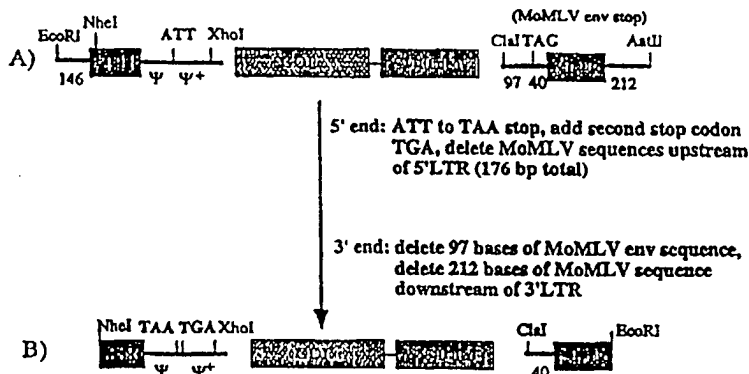 (MoMLV env stop)
EcoRI NheI ATT XhoI ClaI TAG AatII
A)
146 Ψ Ψ+ 97 40 212
5' end: ATT to TAA stop, add second stop codon
TGA, delete MoMLV sequences upstream
of 5'LTR (176 bp total)
3' end: delete 97 bases of MoMLV env sequence,
delete 212 bases of MoMLV sequence
downstream of 3'LTR
NheI TAA TGA XhoI ClaI EcoRI
B)
Ψ Ψ+ 40